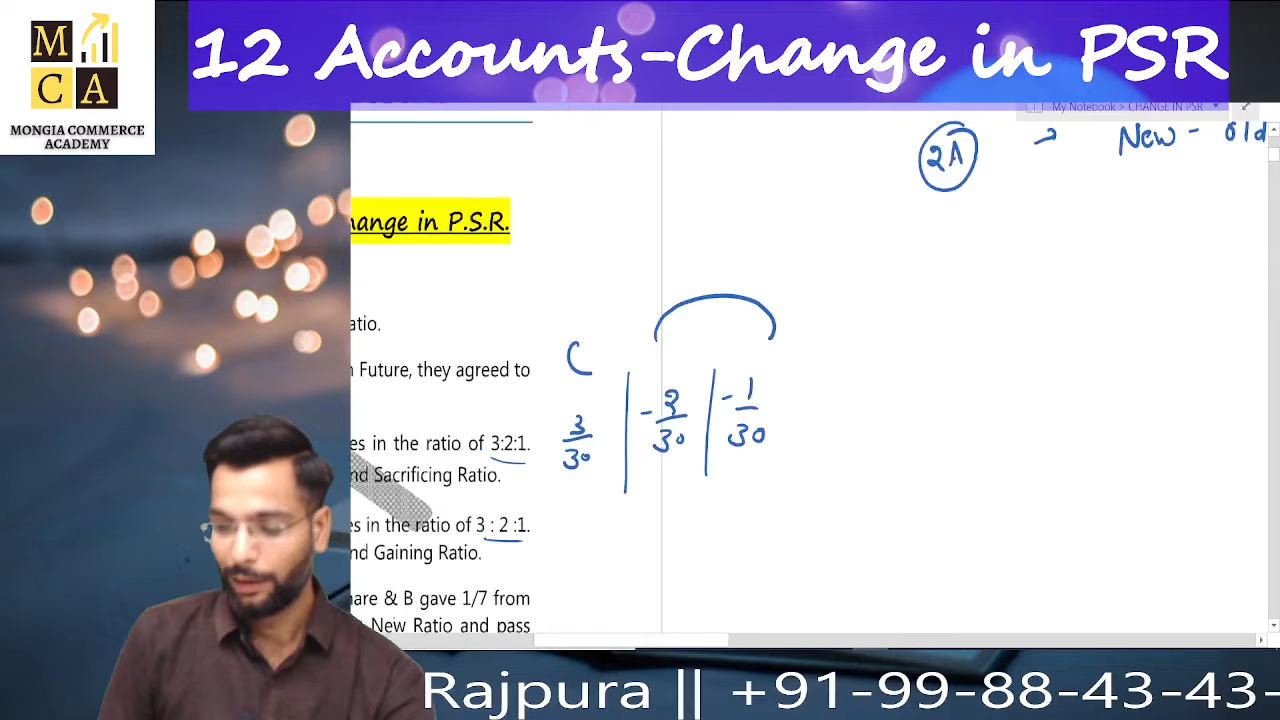 12 Accounts-Change in PSR
M
C A
MONGIA COMMERCE
ACADEMY
My Notebook > CHANGE IN PSR
New - Old
hange in P.S.R.
atio.
n Future, they agreed to
es in the ratio of 3:2:1.
nd Sacrificing Ratio.
es in the ratio of 3 : 2 :1.
nd Gaining Ratio.
hare & B gave 1/7 from
New Ratio and pass
C
3/30 | -2/30 | -1/30
Rajpura || +91-99-88-43-43-